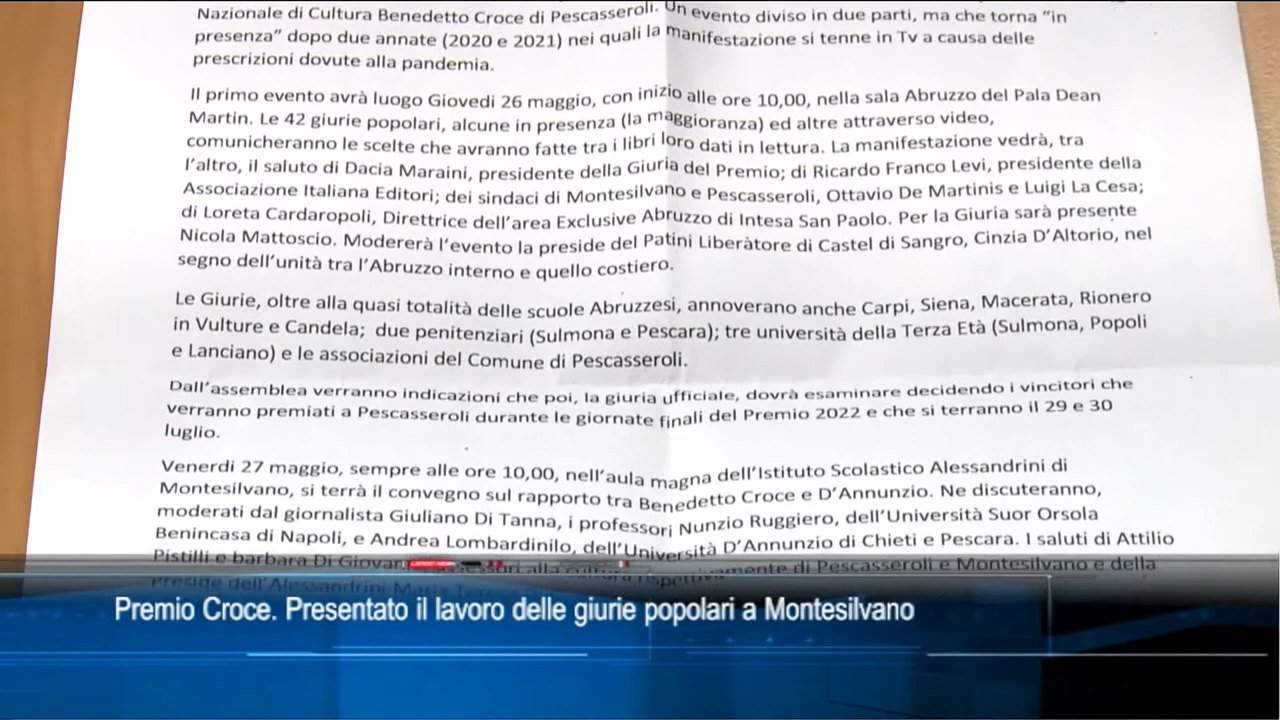 Nazionale di Cultura Benedetto Croce di Pescasseroli. Un evento diviso in due parti, ma che torna “in
presenza” dopo due annate (2020 e 2021) nei quali la manifestazione si tenne in Tv a causa delle
prescrizioni dovute alla pandemia.
Il primo evento avrà luogo Giovedi 26 maggio, con inizio alle ore 10,00, nella sala Abruzzo del Pala Dean
Martin. Le 42 giurie popolari, alcune in presenza (la maggioranza) ed altre attraverso video,
comunicheranno le scelte che avranno fatte tra i libri loro dati in lettura. La manifestazione vedrà, tra
l’altro, il saluto di Dacia Maraini, presidente della Giuria del Premio; di Ricardo Franco Levi, presidente della
Associazione Italiana Editori; dei sindaci di Montesilvano e Pescasseroli, Ottavio De Martinis e Luigi La Cesa;
di Loreta Cardaropoli, Direttrice dell’area Exclusive Abruzzo di Intesa San Paolo. Per la Giuria sarà presente
Nicola Mattoscio. Modererà l’evento la preside del Patini Liberàtore di Castel di Sangro, Cinzia D’Altorio, nel
segno dell’unità tra l’Abruzzo interno e quello costiero.
Le Giurie, oltre alla quasi totalità delle scuole Abruzzesi, annoverano anche Carpi, Siena, Macerata, Rionero
in Vulture e Candela; due penitenziari (Sulmona e Pescara); tre università della Terza Età (Sulmona, Popoli
e Lanciano) e le associazioni del Comune di Pescasseroli.
Dall’assemblea verranno indicazioni che poi, la giuria ufficiale, dovrà esaminare decidendo i vincitori che
verranno premiati a Pescasseroli durante le giornate finali del Premio 2022 e che si terranno il 29 e 30
luglio.
Venerdi 27 maggio, sempre alle ore 10,00, nell’aula magna dell’Istituto Scolastico Alessandrini di
Montesilvano, si terrà il convegno sul rapporto tra Benedetto Croce e D’Annunzio. Ne discuteranno,
moderati dal giornalista Giuliano Di Tanna, i professori Nunzio Ruggiero, dell’Università Suor Orsola
Benincasa di Napoli, e Andrea Lombardinilo, dell’Università D’Annunzio di Chieti e Pescara. I saluti di Attilio
Pistilli e barbara Di alla di Pescasseroli e Montesilvano e della
Preside dell’Alessandrini
Premio Croce. Presentato il lavoro delle giurie popolari a Montesilvano